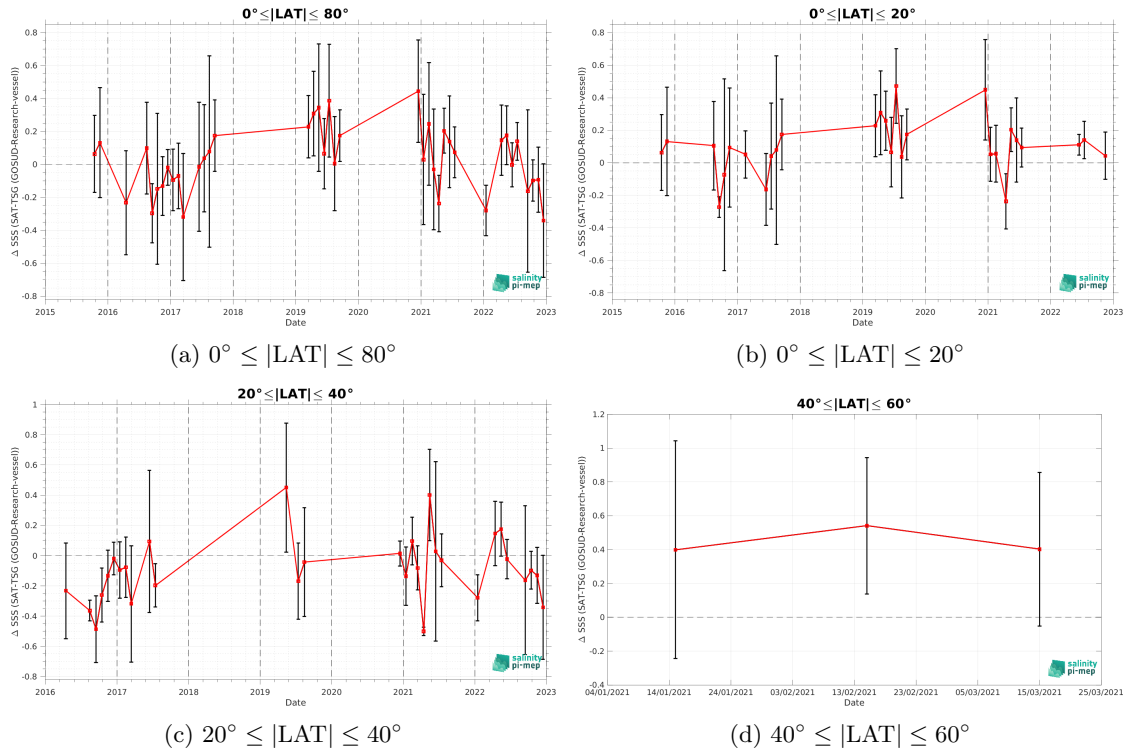 0°≤|LAT|≤ 80°
Δ SSS (SAT-TSG (GOSUD-Research-vessel))
0.8
0.6
0.4
0.2
0
-0.2
-0.4
-0.6
-0.8
2015 2016 2017 2018 2019 2020 2021 2022 2023
Date
salinity
pi-mep
(a) 0° ≤ |LAT| ≤ 80°
0°≤|LAT|≤ 20°
Δ SSS (SAT-TSG (GOSUD-Research-vessel))
0.8
0.6
0.4
0.2
0
-0.2
-0.4
-0.6
-0.8
2015 2016 2017 2018 2019 2020 2021 2022 2023
Date
salinity
pi-mep
(b) 0° ≤ |LAT| ≤ 20°
20°≤|LAT|≤ 40°
Δ SSS (SAT-TSG (GOSUD-Research-vessel))
1
0.8
0.6
0.4
0.2
0
-0.2
-0.4
-0.6
-0.8
2016 2017 2018 2019 2020 2021 2022 2023
Date
salinity
pi-mep
(c) 20° ≤ |LAT| ≤ 40°
40°≤|LAT|≤ 60°
Δ SSS (SAT-TSG (GOSUD-Research-vessel))
1.2
1
0.8
0.6
0.4
0.2
0
-0.2
-0.4
04/01/2021 14/01/2021 24/01/2021 03/02/2021 13/02/2021 23/02/2021 05/03/2021 15/03/2021 25/03/2021
Date
salinity
pi-mep
(d) 40° ≤ |LAT| ≤ 60°